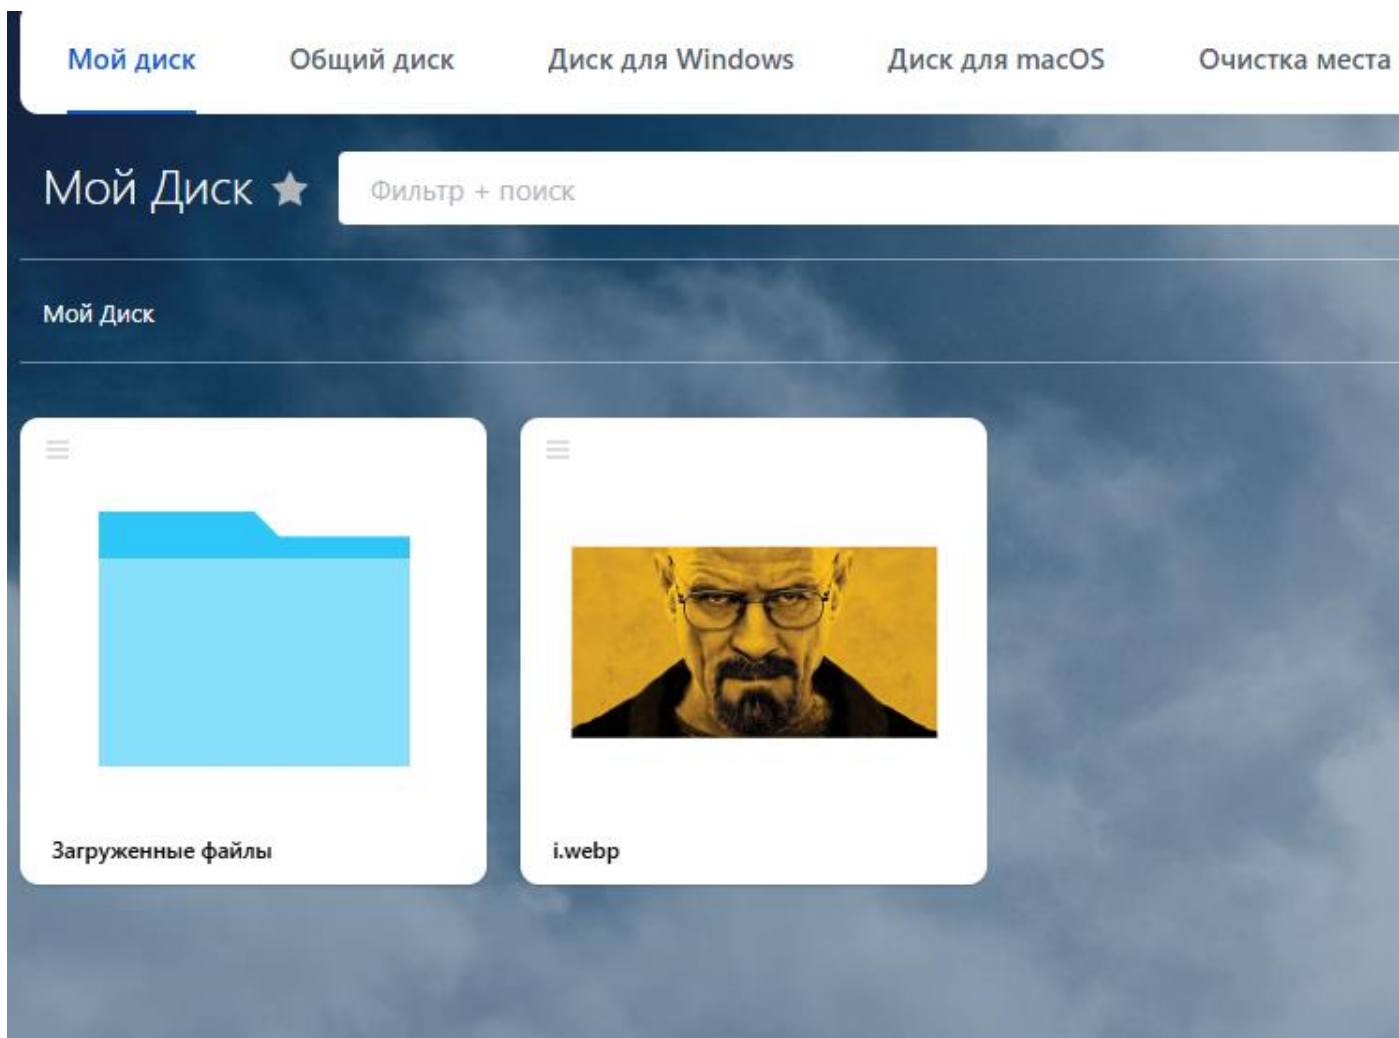 Мой диск Общий диск Диск для Windows Диск для macOS Очистка места
Мой Диск Фильтр + поиск
Мой Диск
Загруженные файлы i.webp